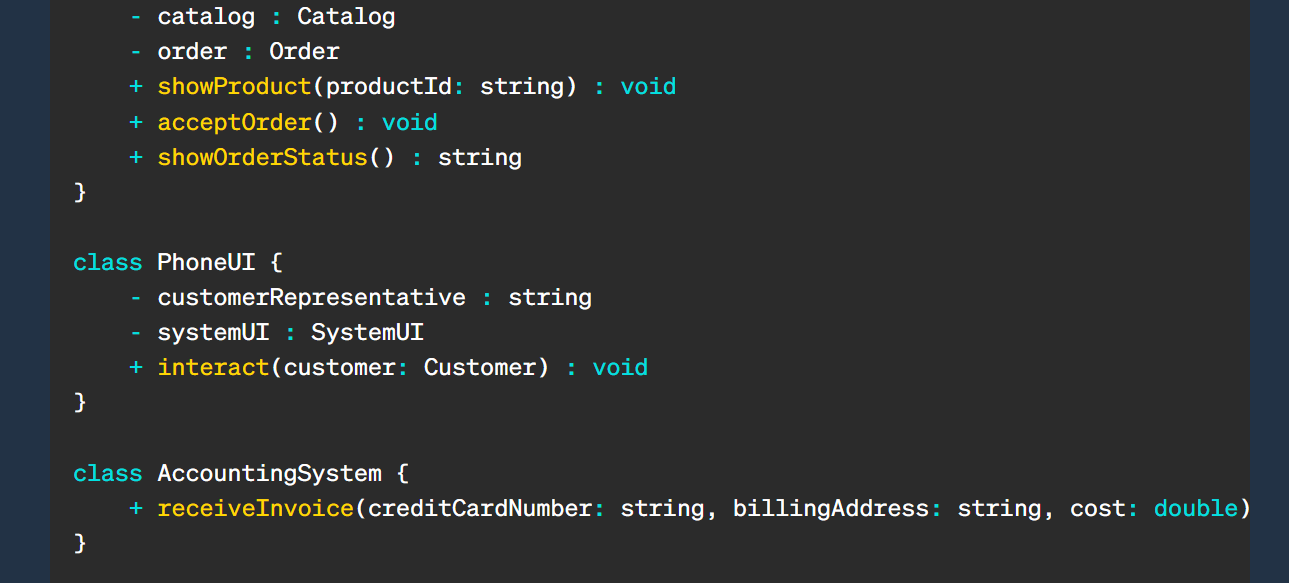 - catalog : Catalog
- order : Order
+ showProduct(productId: string) : void
+ acceptOrder() : void
+ showOrderStatus() : string
}
class PhoneUI {
- customerRepresentative : string
- systemUI : SystemUI
+ interact(customer: Customer) : void
}
class AccountingSystem {
+ receiveInvoice(creditCardNumber: string, billingAddress: string, cost: double)
}